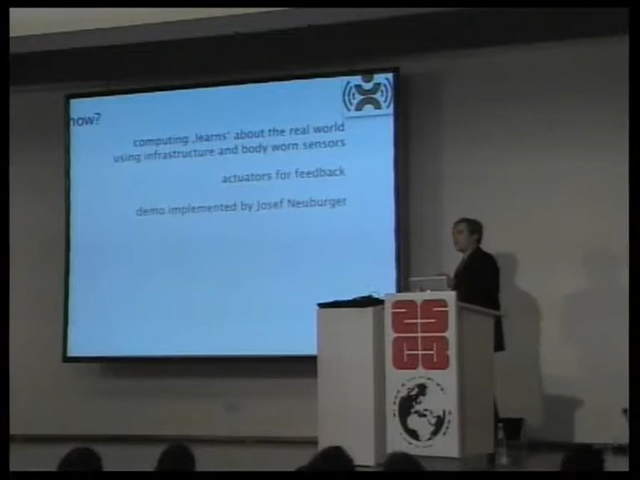 how?
computing ‚learns' about the real world
using infrastructure and body worn sensors
actuators for feedback
demo implemented by Josef Neuburger
25
C3